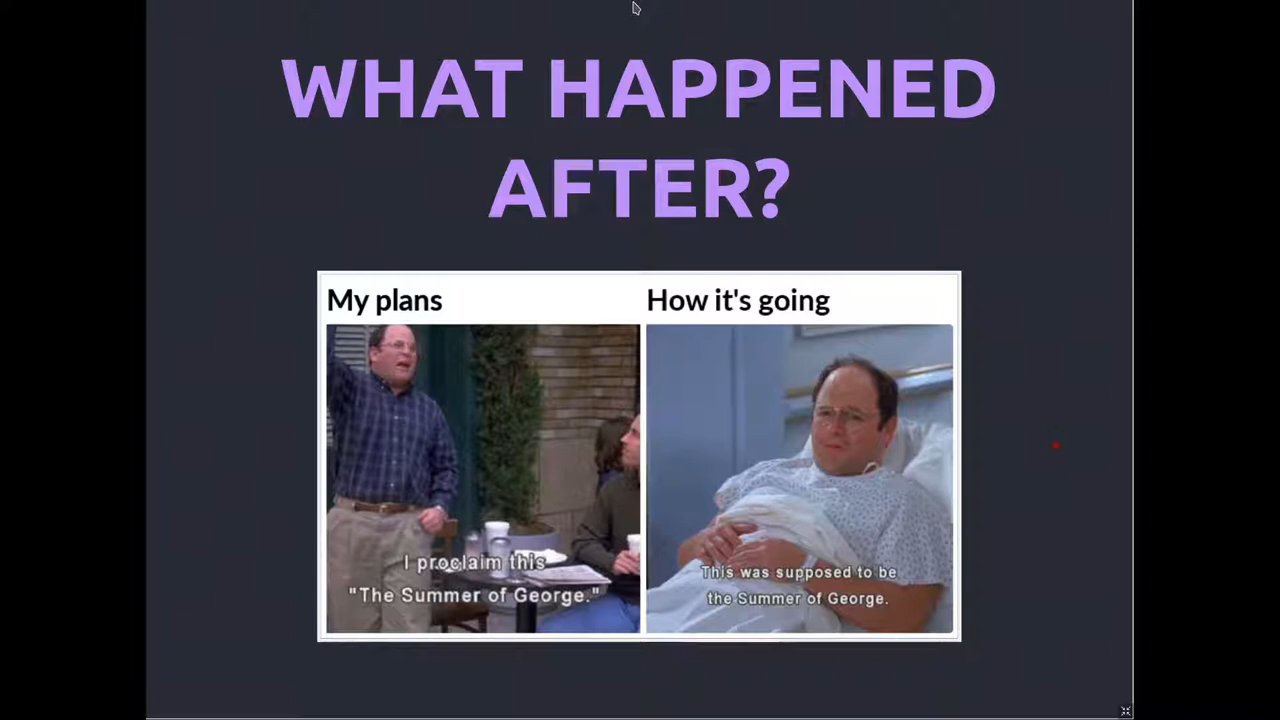 WHAT HAPPENED
AFTER?
My plans
How it's going
I proclaim this
"The Summer of George."
This was supposed to be
the Summer of George.